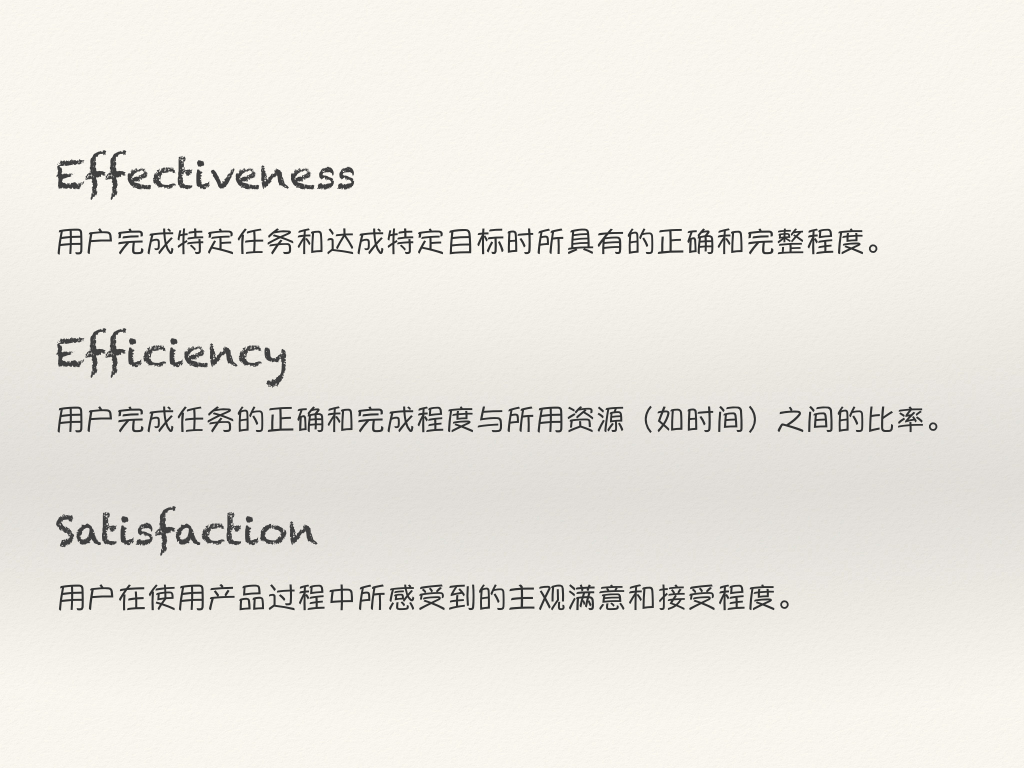 Effectiveness
用户完成特定任务和达成特定目标时所具有的正确和完整程度。
Efficiency
用户完成任务的正确和完成程度与所用资源（如时间）之间的比率。
Satisfaction
用户在使用产品过程中所感受到的主观满意和接受程度。